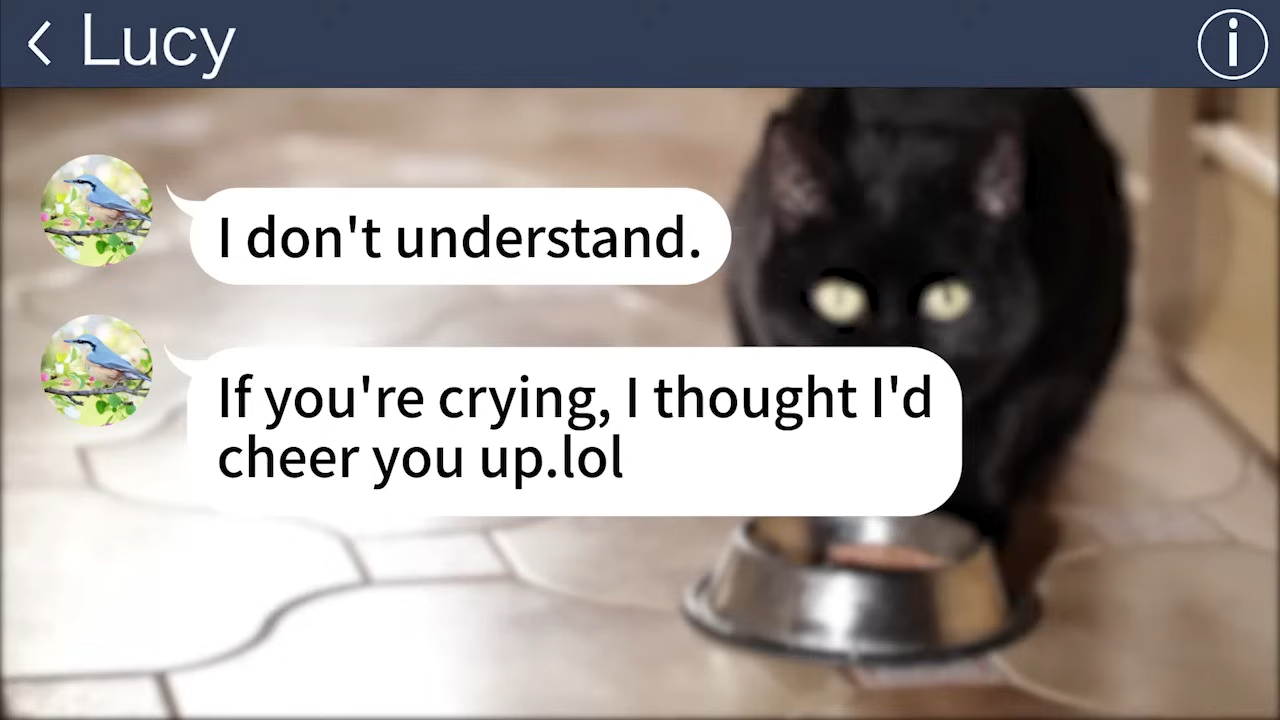 Lucy
I don't understand.
If you're crying, I thought I'd
cheer you up.lol